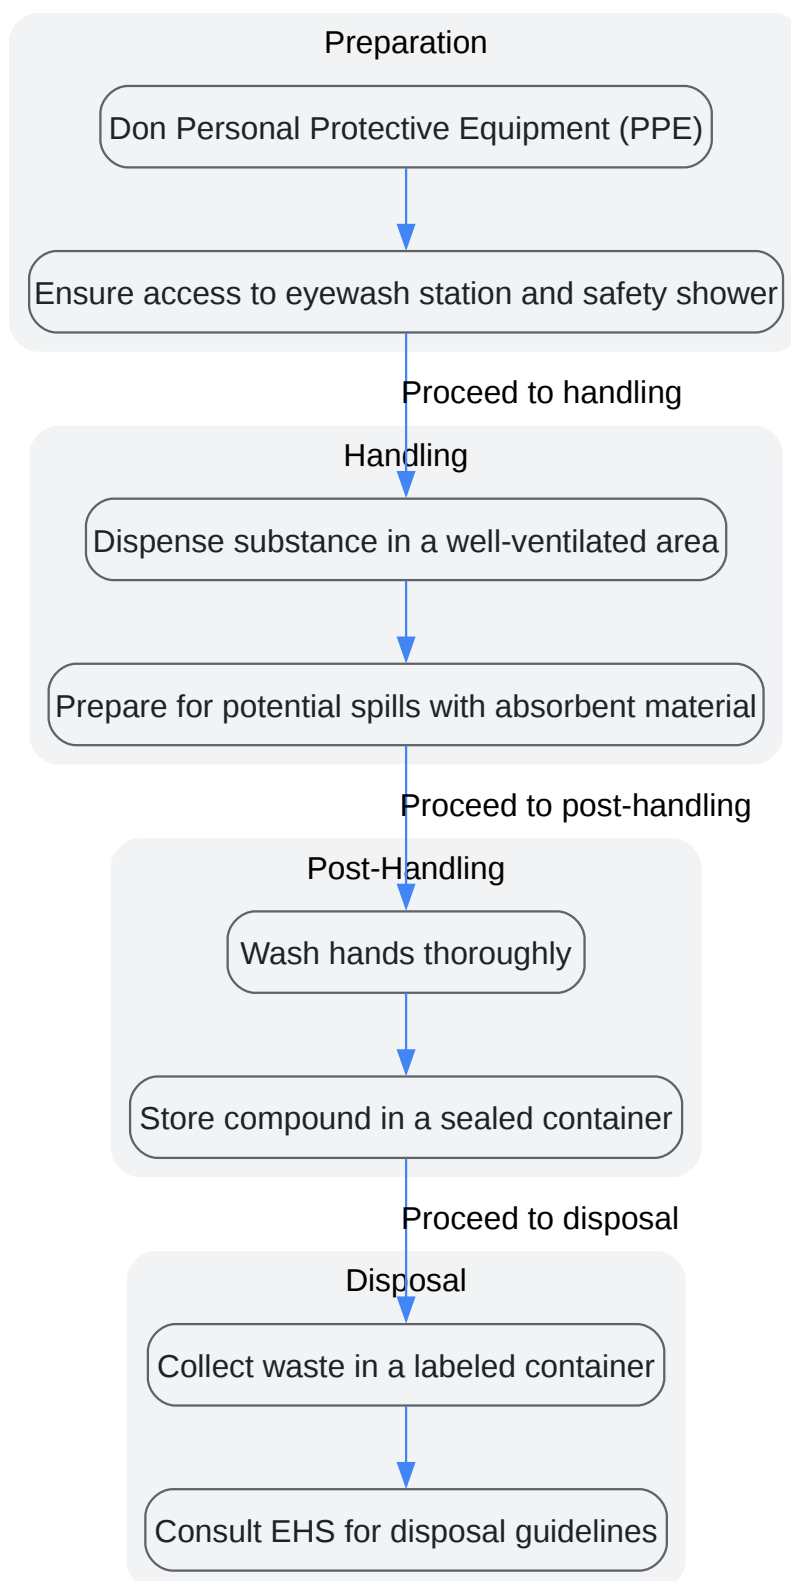 Preparation
Don Personal Protective Equipment (PPE)
Ensure access to eyewash station and safety shower
Proceed to handling
Handling
Dispense substance in a well-ventilated area
Prepare for potential spills with absorbent material
Proceed to post-handling
Post-Handling
Wash hands thoroughly
Store compound in a sealed container
Proceed to disposal
Disposal
Collect waste in a labeled container
Consult EHS for disposal guidelines